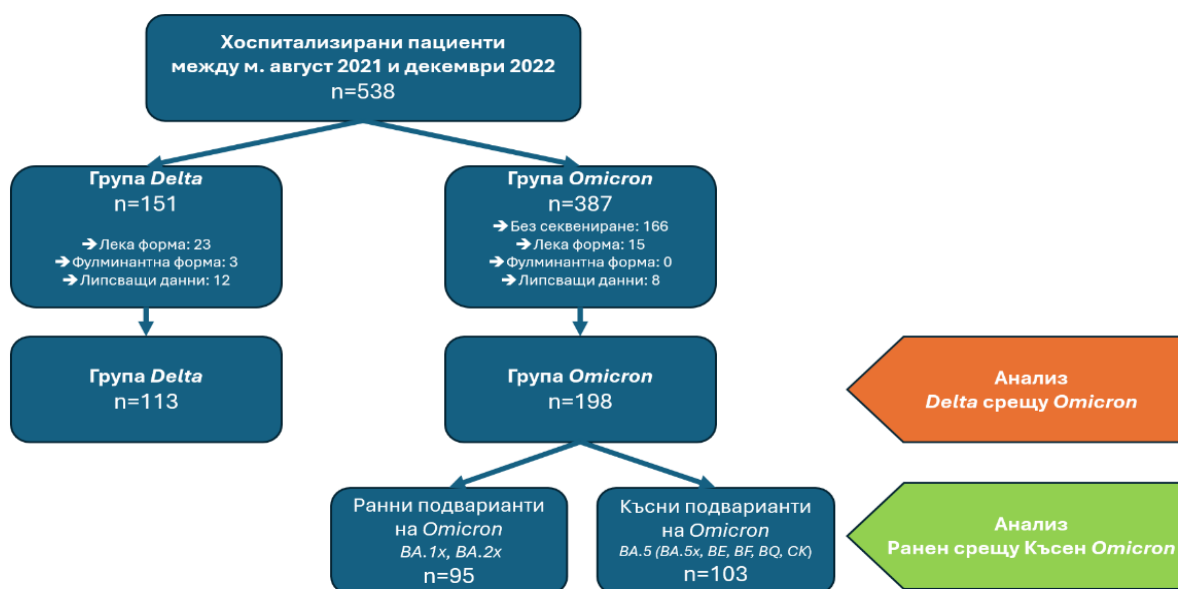 Хоспитализирани пациенти
между м. август 2021 и декември 2022
n=538
Група Delta
n=151
➔ Лека форма: 23
➔ Фулминантна форма: 3
➔ Липсващи данни: 12
Група Omicron
n=387
➔ Без секвениране: 166
➔ Лека форма: 15
➔ Фулминантна форма: 0
➔ Липсващи данни: 8
Група Delta
n=113
Група Omicron
n=198
Анализ
Delta срещу Omicron
Ранни подварианти
на Omicron
BA.1x, BA.2x
n=95
Късни подварианти
на Omicron
BA.5 (BA.5x, BE, BF, BQ, CK)
n=103
Анализ
Ранен срещу Късен Omicron